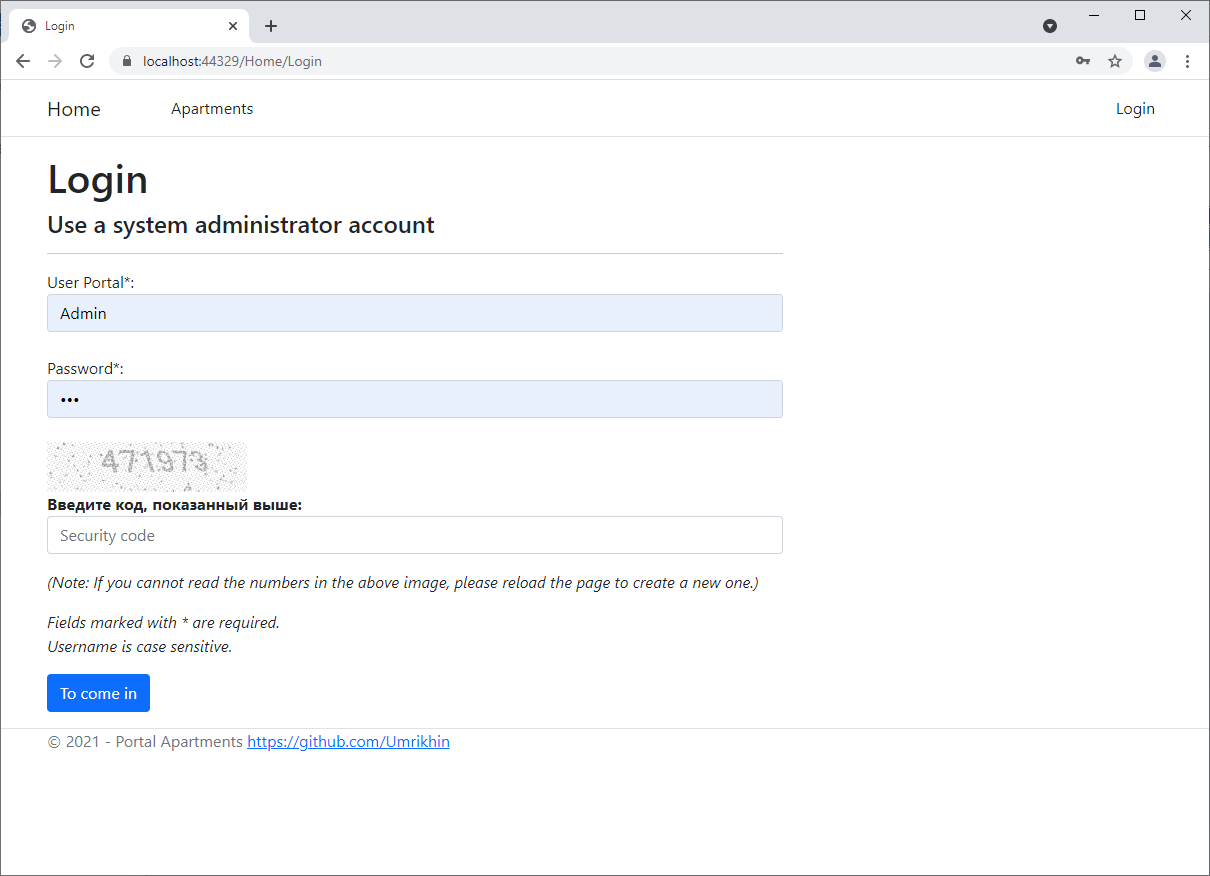 Login
localhost:44329/Home/Login
Home Apartments Login
Login
Use a system administrator account
User Portal*:
Admin
Password*:
•••
471973
Введите код, показанный выше:
Security code
(Note: If you cannot read the numbers in the above image, please reload the page to create a new one.)
Fields marked with * are required.
Username is case sensitive.
To come in
© 2021 - Portal Apartments https://github.com/Umrikhin